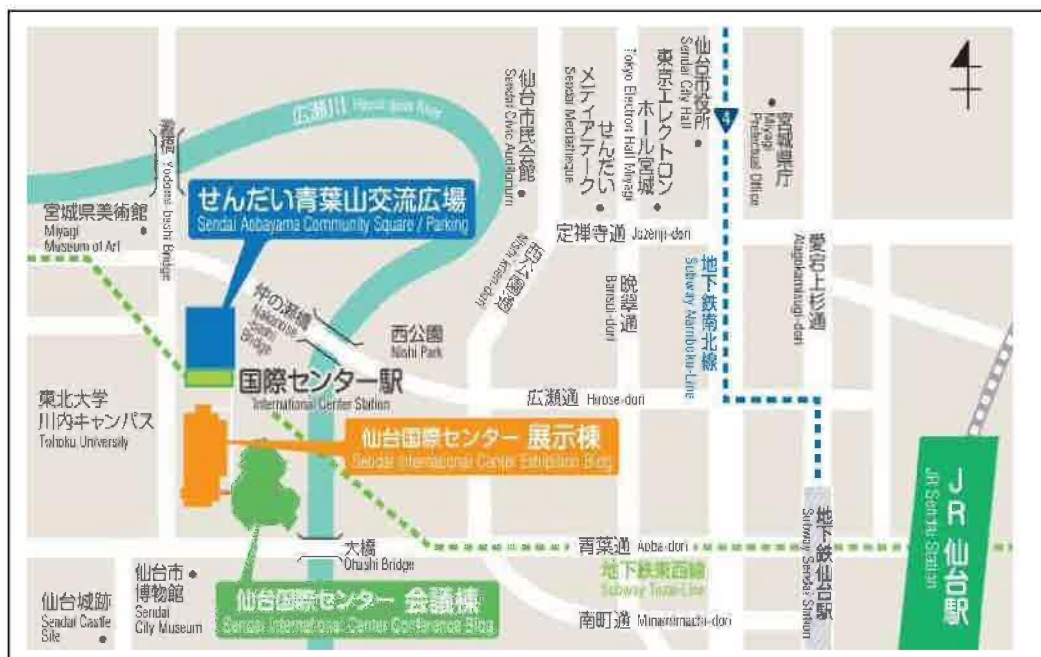 広瀬川 Hirose-gawa River
澱橋 Yodomi-bashi Bridge
宮城県美術館
Miyagi
Museum of Art
せんだい青葉山交流広場
Sendai Aobayama Community Square / Parking
仲の瀬橋
Nakanose
Bashi
Bridge
西公園
Nishi Park
国際センター駅
International Center Station
東北大学
川内キャンパス
Tohoku University
仙台国際センター 展示棟
Sendai International Center Exhibition Bldg
大橋
Ohashi Bridge
仙台国際センター 会議棟
Sendai International Center Conference Bldg
仙台城跡
Sendai Castle
Site
仙台市
博物館
Sendai
City Museum
仙台市民会館
Sendai Civic Auditorium
せんだい
メディアテーク
Sendai Mediatheque
東京エレクトロン
ホール宮城
Tokyo Electron Hall Miyagi
仙台市役所
Sendai City Hall
4
宮城県庁
Miyagi
Prefectual Office
定禅寺通 Jozenji-dori
西公園通
Nishi Koen-dori
晩翠通
Bansui-dori
地下鉄南北線
Subway Namboku-Line
愛宕上杉通
Atagokamisugi-dori
広瀬通 Hirose-dori
青葉通 Aoba-dori
地下鉄東西線
Subway Tozai-Line
南町通 Minamimachi-dori
地下鉄仙台駅
Subway Sendai Station
JR 仙台駅
JR Sendai Station